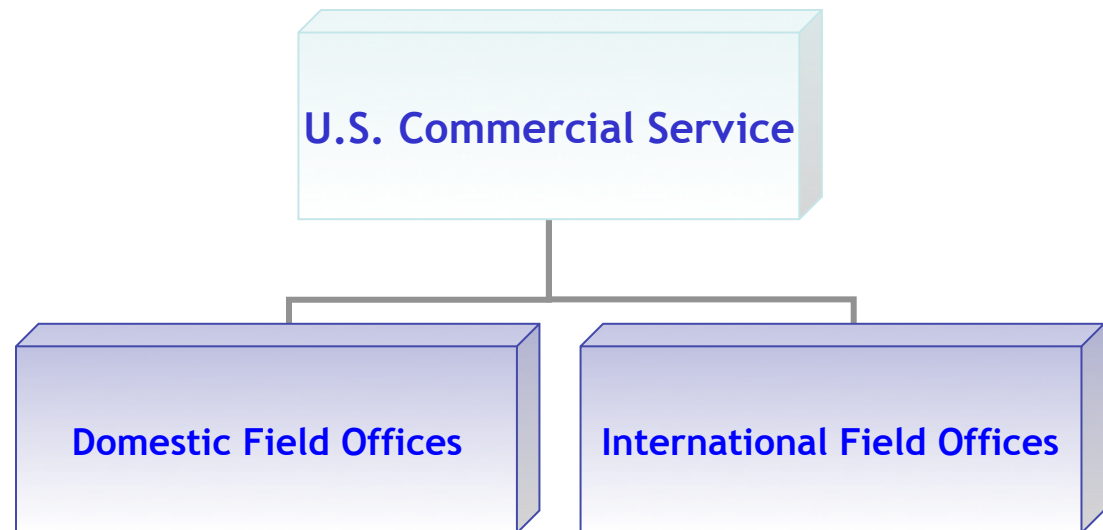 U.S. Commercial Service
Domestic Field Offices
International Field Offices